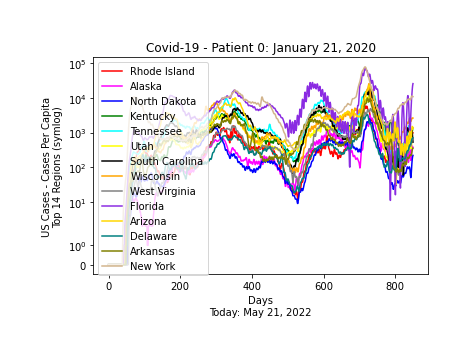 Covid-19 - Patient 0: January 21, 2020
US Cases - Cases Per Capita
Top 14 Regions (symlog)
10^5
10^4
10^3
10^2
10^1
10^0
0
Rhode Island
Alaska
North Dakota
Kentucky
Tennessee
Utah
South Carolina
Wisconsin
West Virginia
Florida
Arizona
Delaware
Arkansas
New York
0 200 400 600 800
Days
Today: May 21, 2022